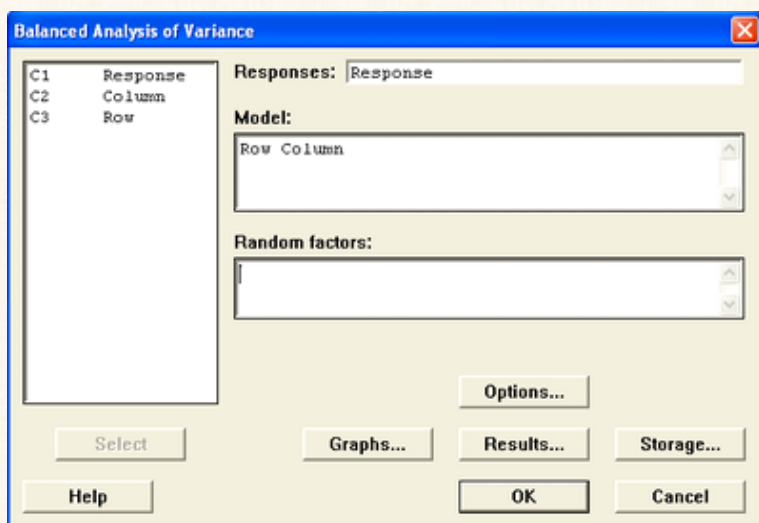 Balanced Analysis of Variance
C1 Response
C2 Column
C3 Row
Responses: Response
Model:
Row Column
Random factors:
Options...
Select
Graphs...
Results...
Storage...
Help
OK
Cancel